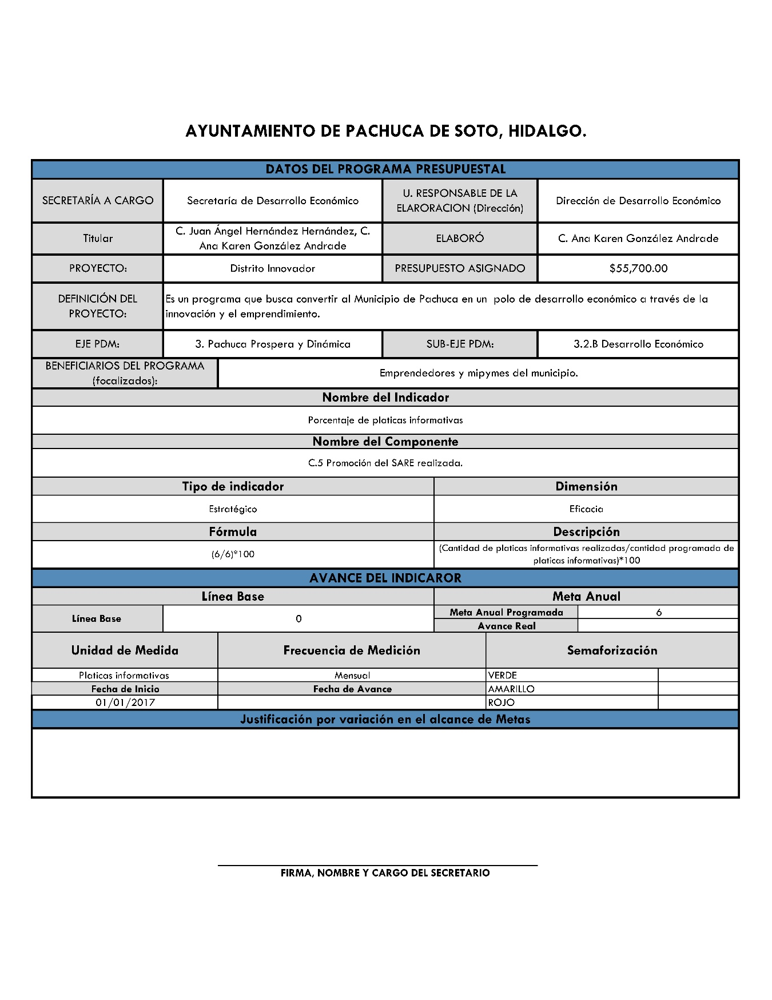 AYUNTAMIENTO DE PACHUCA DE SOTO, HIDALGO.
DATOS DEL PROGRAMA PRESUPUESTAL
SECRETARÍA A CARGO
Secretaría de Desarrollo Económico
U. RESPONSABLE DE LA
ELARORACION (Dirección)
Dirección de Desarrollo Económico
Titular
C. Juan Ángel Hernández Hernández, C.
Ana Karen González Andrade
ELABORÓ
C. Ana Karen González Andrade
PROYECTO:
Distrito Innovador
PRESUPUESTO ASIGNADO
$55,700.00
DEFINICIÓN DEL
PROYECTO:
Es un programa que busca convertir al Municipio de Pachuca en un  polo de desarrollo económico a través de la
innovación y el emprendimiento.
EJE PDM:
3. Pachuca Prospera y Dinámica
SUB-EJE PDM:
3.2.B Desarrollo Económico
BENEFICIARIOS DEL PROGRAMA
(focalizados):
Emprendedores y mipymes del municipio.
Nombre del Indicador
Porcentaje de platicas informativas
Nombre del Componente
C.5 Promoción del SARE realizada.
Tipo de indicador
Dimensión
Estratégico
Eficacia
Fórmula
Descripción
(6/6)*100
(Cantidad de platicas informativas realizadas/cantidad programada de
platicas informativas)*100
AVANCE DEL INDICAROR
Línea Base
Meta Anual
Línea Base
0
Meta Anual Programada
6
Avance Real
Unidad de Medida
Frecuencia de Medición
Semaforización
Platicas informativas
Mensual
VERDE
Fecha de Inicio
Fecha de Avance
AMARILLO
01/01/2017
ROJO
Justificación por variación en el alcance de Metas
FIRMA, NOMBRE Y CARGO DEL SECRETARIO